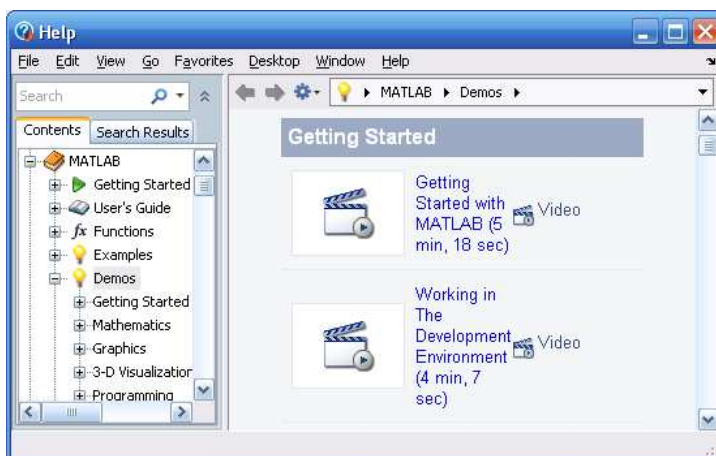 Help
File Edit View Go Favorites Desktop Window Help
Search
MATLAB Demos
Contents Search Results
MATLAB
Getting Started
User's Guide
fx Functions
Examples
Demos
Getting Started
Mathematics
Graphics
3-D Visualization
Programming
Getting Started
Getting
Started with
MATLAB (5
min, 18 sec)
Video
Working in
The
Development
Environment
(4 min, 7
sec)
Video